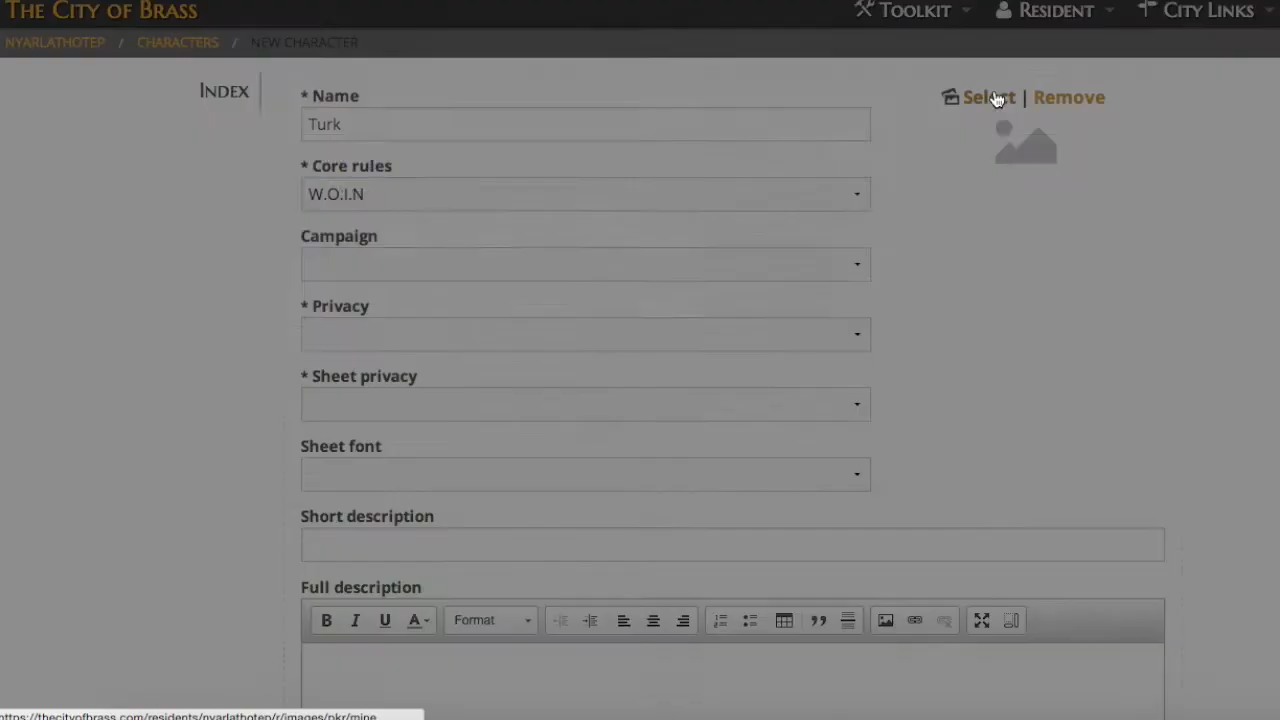 The City of Brass
Toolkit
Resident
City Links
NYARLATHOTEP / CHARACTERS / NEW CHARACTER
Index
* Name
Turk
Select | Remove
* Core rules
W.O.I.N
Campaign
* Privacy
* Sheet privacy
Sheet font
Short description
Full description
B I U A Format
https://thecityofbrass.com/residents/nyarlathotep/r/images/pkr/mine